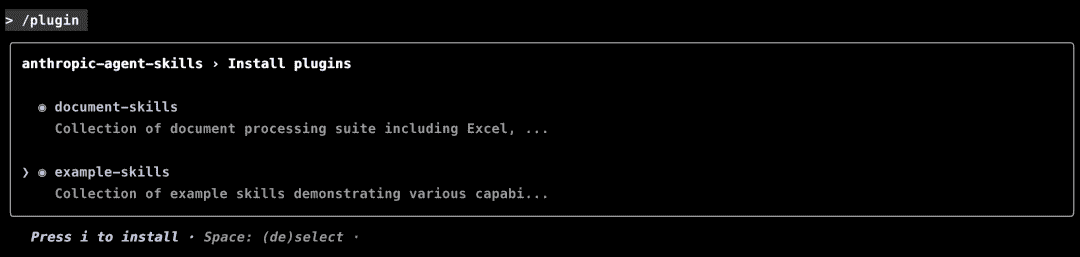 > /plugin
anthropic-agent-skills › Install plugins
◉ document-skills
Collection of document processing suite including Excel, ...
❯ ◉ example-skills
Collection of example skills demonstrating various capabi...
Press i to install · Space: (de)select ·